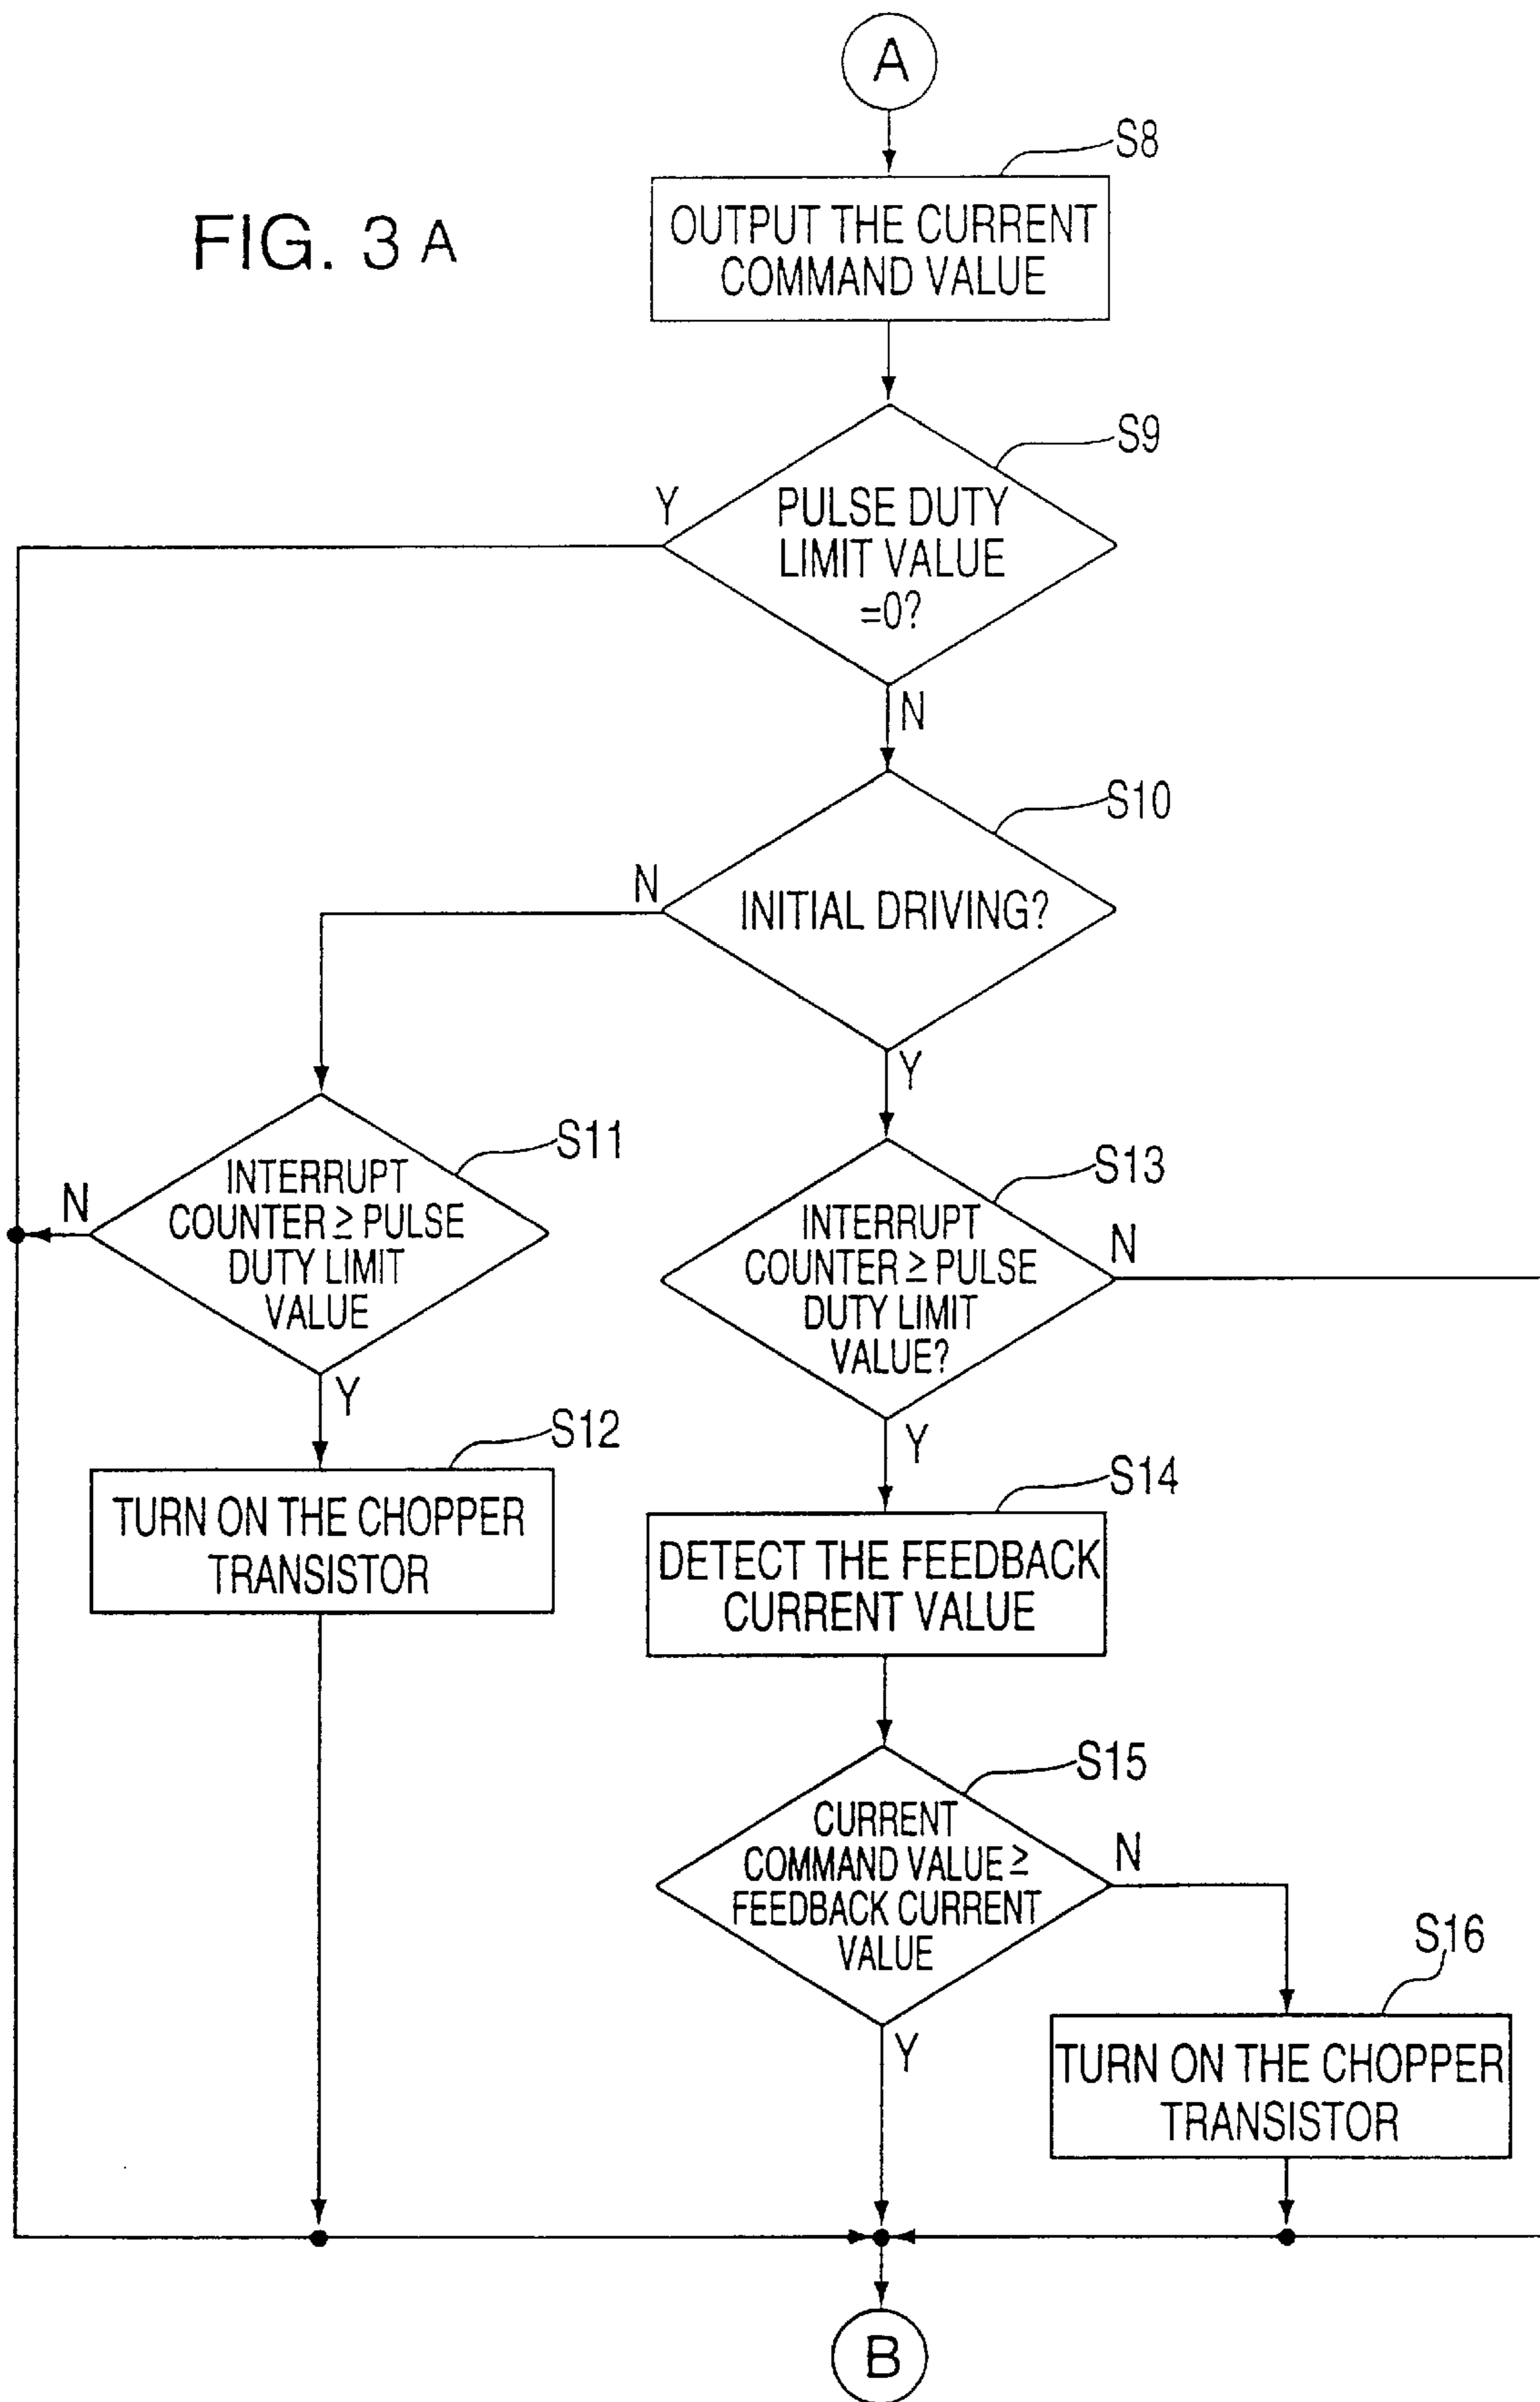 A
S8
FIG. 3 A
OUTPUT THE CURRENT
COMMAND VALUE
S9
Y
PULSE DUTY
LIMIT VALUE
=0?
N
S10
N
INITIAL DRIVING?
Y
S11
INTERRUPT
COUNTER ≥ PULSE
DUTY LIMIT
VALUE
N
Y
S13
INTERRUPT
COUNTER ≥ PULSE
DUTY LIMIT
VALUE?
N
Y
S12
TURN ON THE CHOPPER
TRANSISTOR
S14
DETECT THE FEEDBACK
CURRENT VALUE
S15
CURRENT
COMMAND VALUE ≥
FEEDBACK CURRENT
VALUE
N
Y
S16
TURN ON THE CHOPPER
TRANSISTOR
B